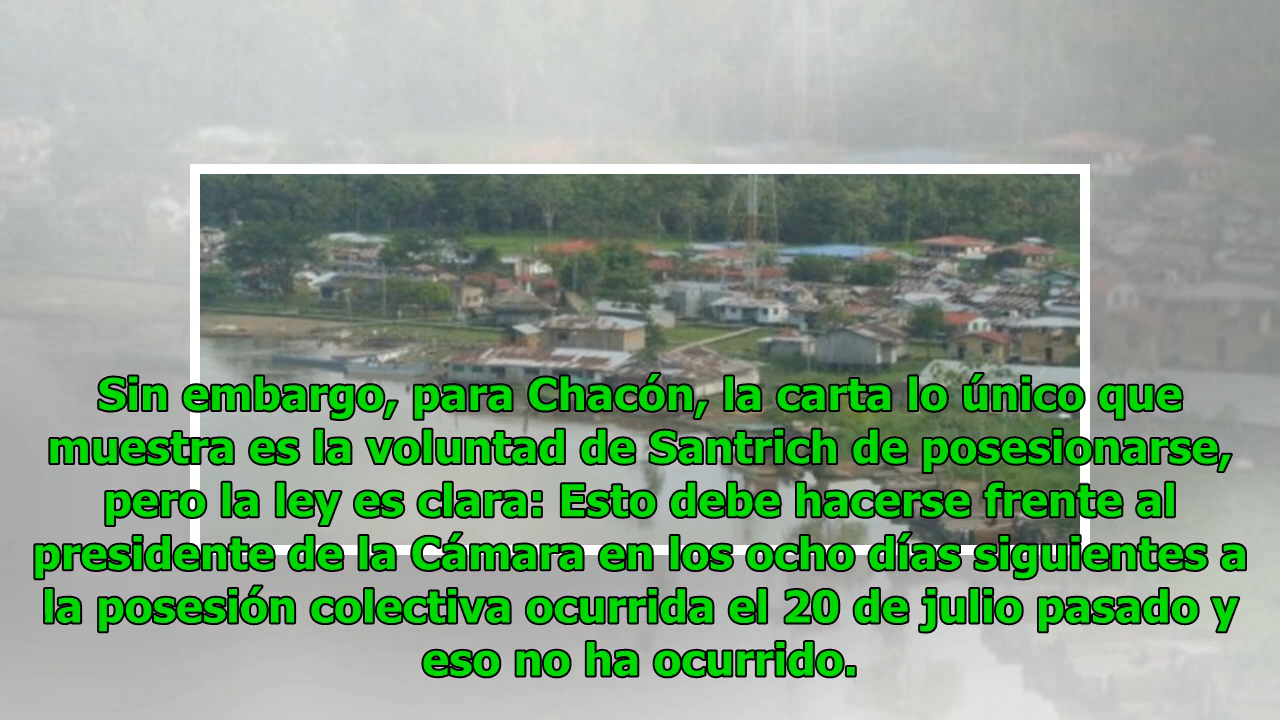 Sin embargo, para Chacón, la carta lo único que
muestra es la voluntad de Santrich de posesionarse,
pero la ley es clara: Esto debe hacerse frente al
presidente de la Cámara en los ocho días siguientes a
la posesión colectiva ocurrida el 20 de julio pasado y
eso no ha ocurrido.